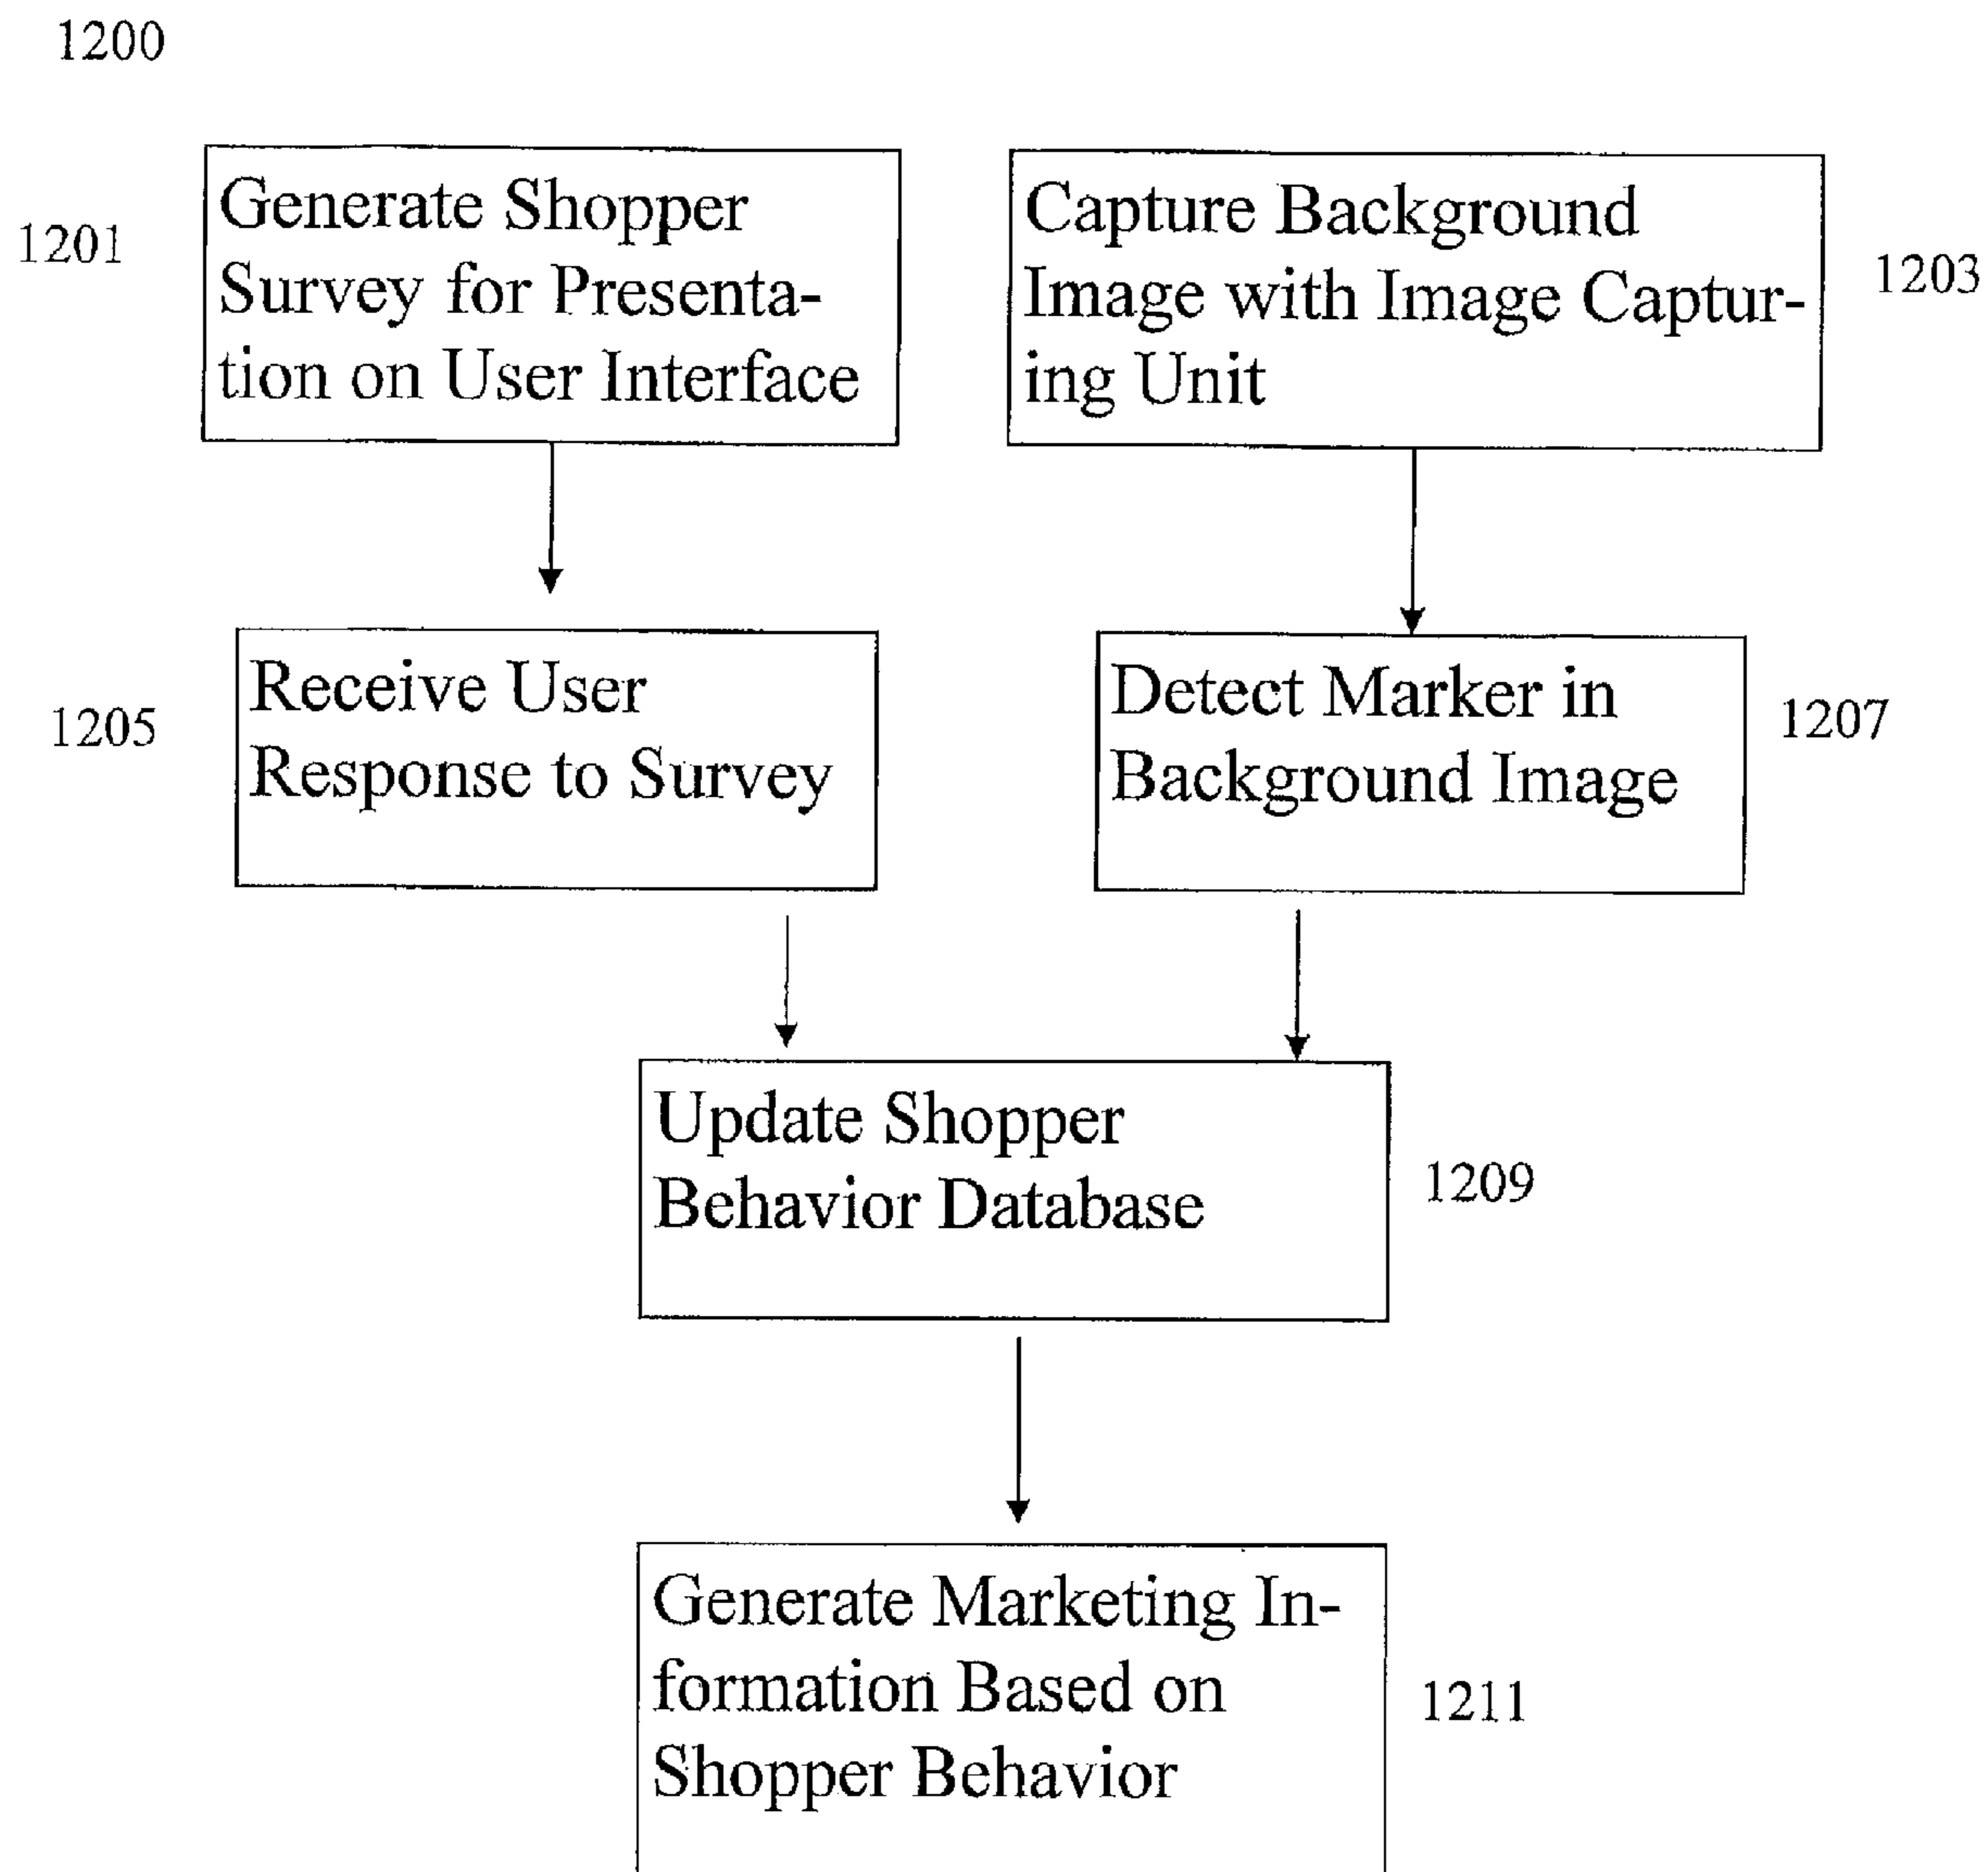 1200
1201
Generate Shopper
Survey for Presenta-
tion on User Interface
Capture Background
Image with Image Captur-
ing Unit
1203
1205
Receive User
Response to Survey
Detect Marker in
Background Image
1207
Update Shopper
Behavior Database
1209
Generate Marketing In-
formation Based on
Shopper Behavior
1211